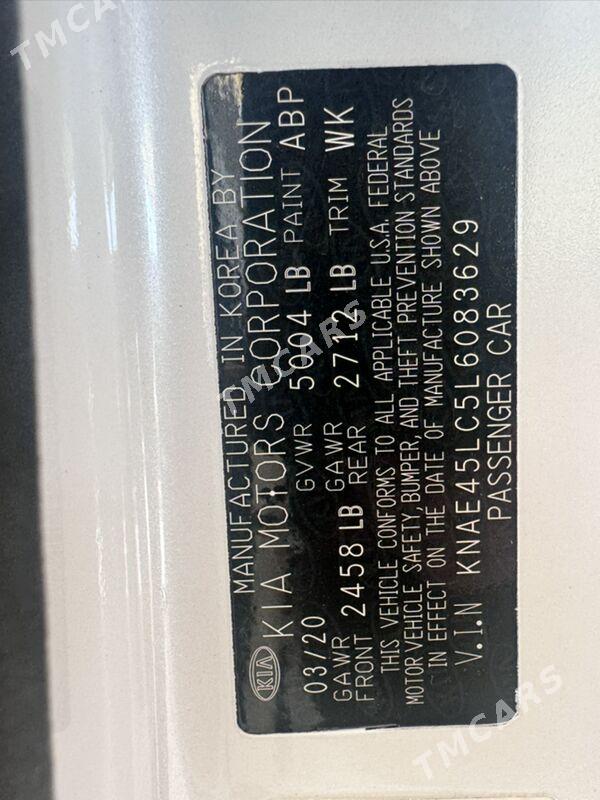 MANUFACTURED IN KOREA BY
KIA KIA MOTORS CORPORATION
03/20 GVWR 5004 LB PAINT ABP
GAWR GAWR
FRONT 2458 LB REAR 2712 LB TRIM WK
THIS VEHICLE CONFORMS TO ALL APPLICABLE U.S.A. FEDERAL
MOTOR VEHICLE SAFETY, BUMPER, AND THEFT PREVENTION STANDARDS
IN EFFECT ON THE DATE OF MANUFACTURE SHOWN ABOVE
V.I.N KNAE45LC5L6083629
PASSENGER CAR
TMCARS
TMCARS
TMCARS